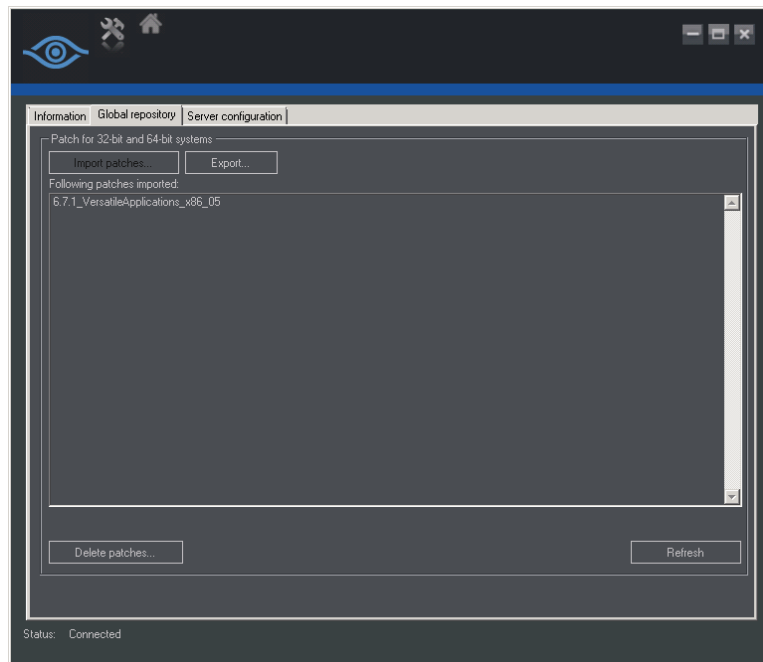 Information Global repository Server configuration
Patch for 32-bit and 64-bit systems
Import patches... Export...
Following patches imported:
6.7.1_VersatileApplications_x86_05
Delete patches... Refresh
Status: Connected